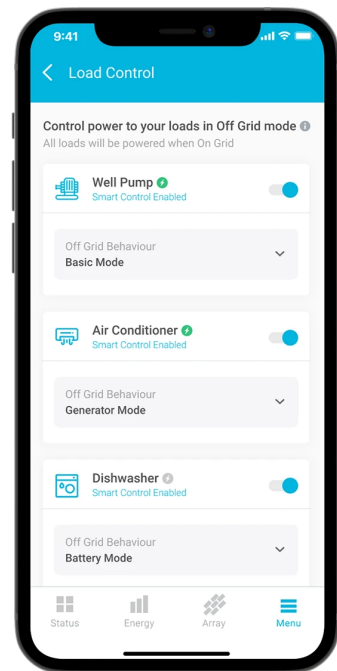 9:41
Load Control
Control power to your loads in Off Grid mode
All loads will be powered when On Grid
Well Pump
Smart Control Enabled
Off Grid Behaviour
Basic Mode
Air Conditioner
Smart Control Enabled
Off Grid Behaviour
Generator Mode
Dishwasher
Smart Control Enabled
Off Grid Behaviour
Battery Mode
Status
Energy
Array
Menu